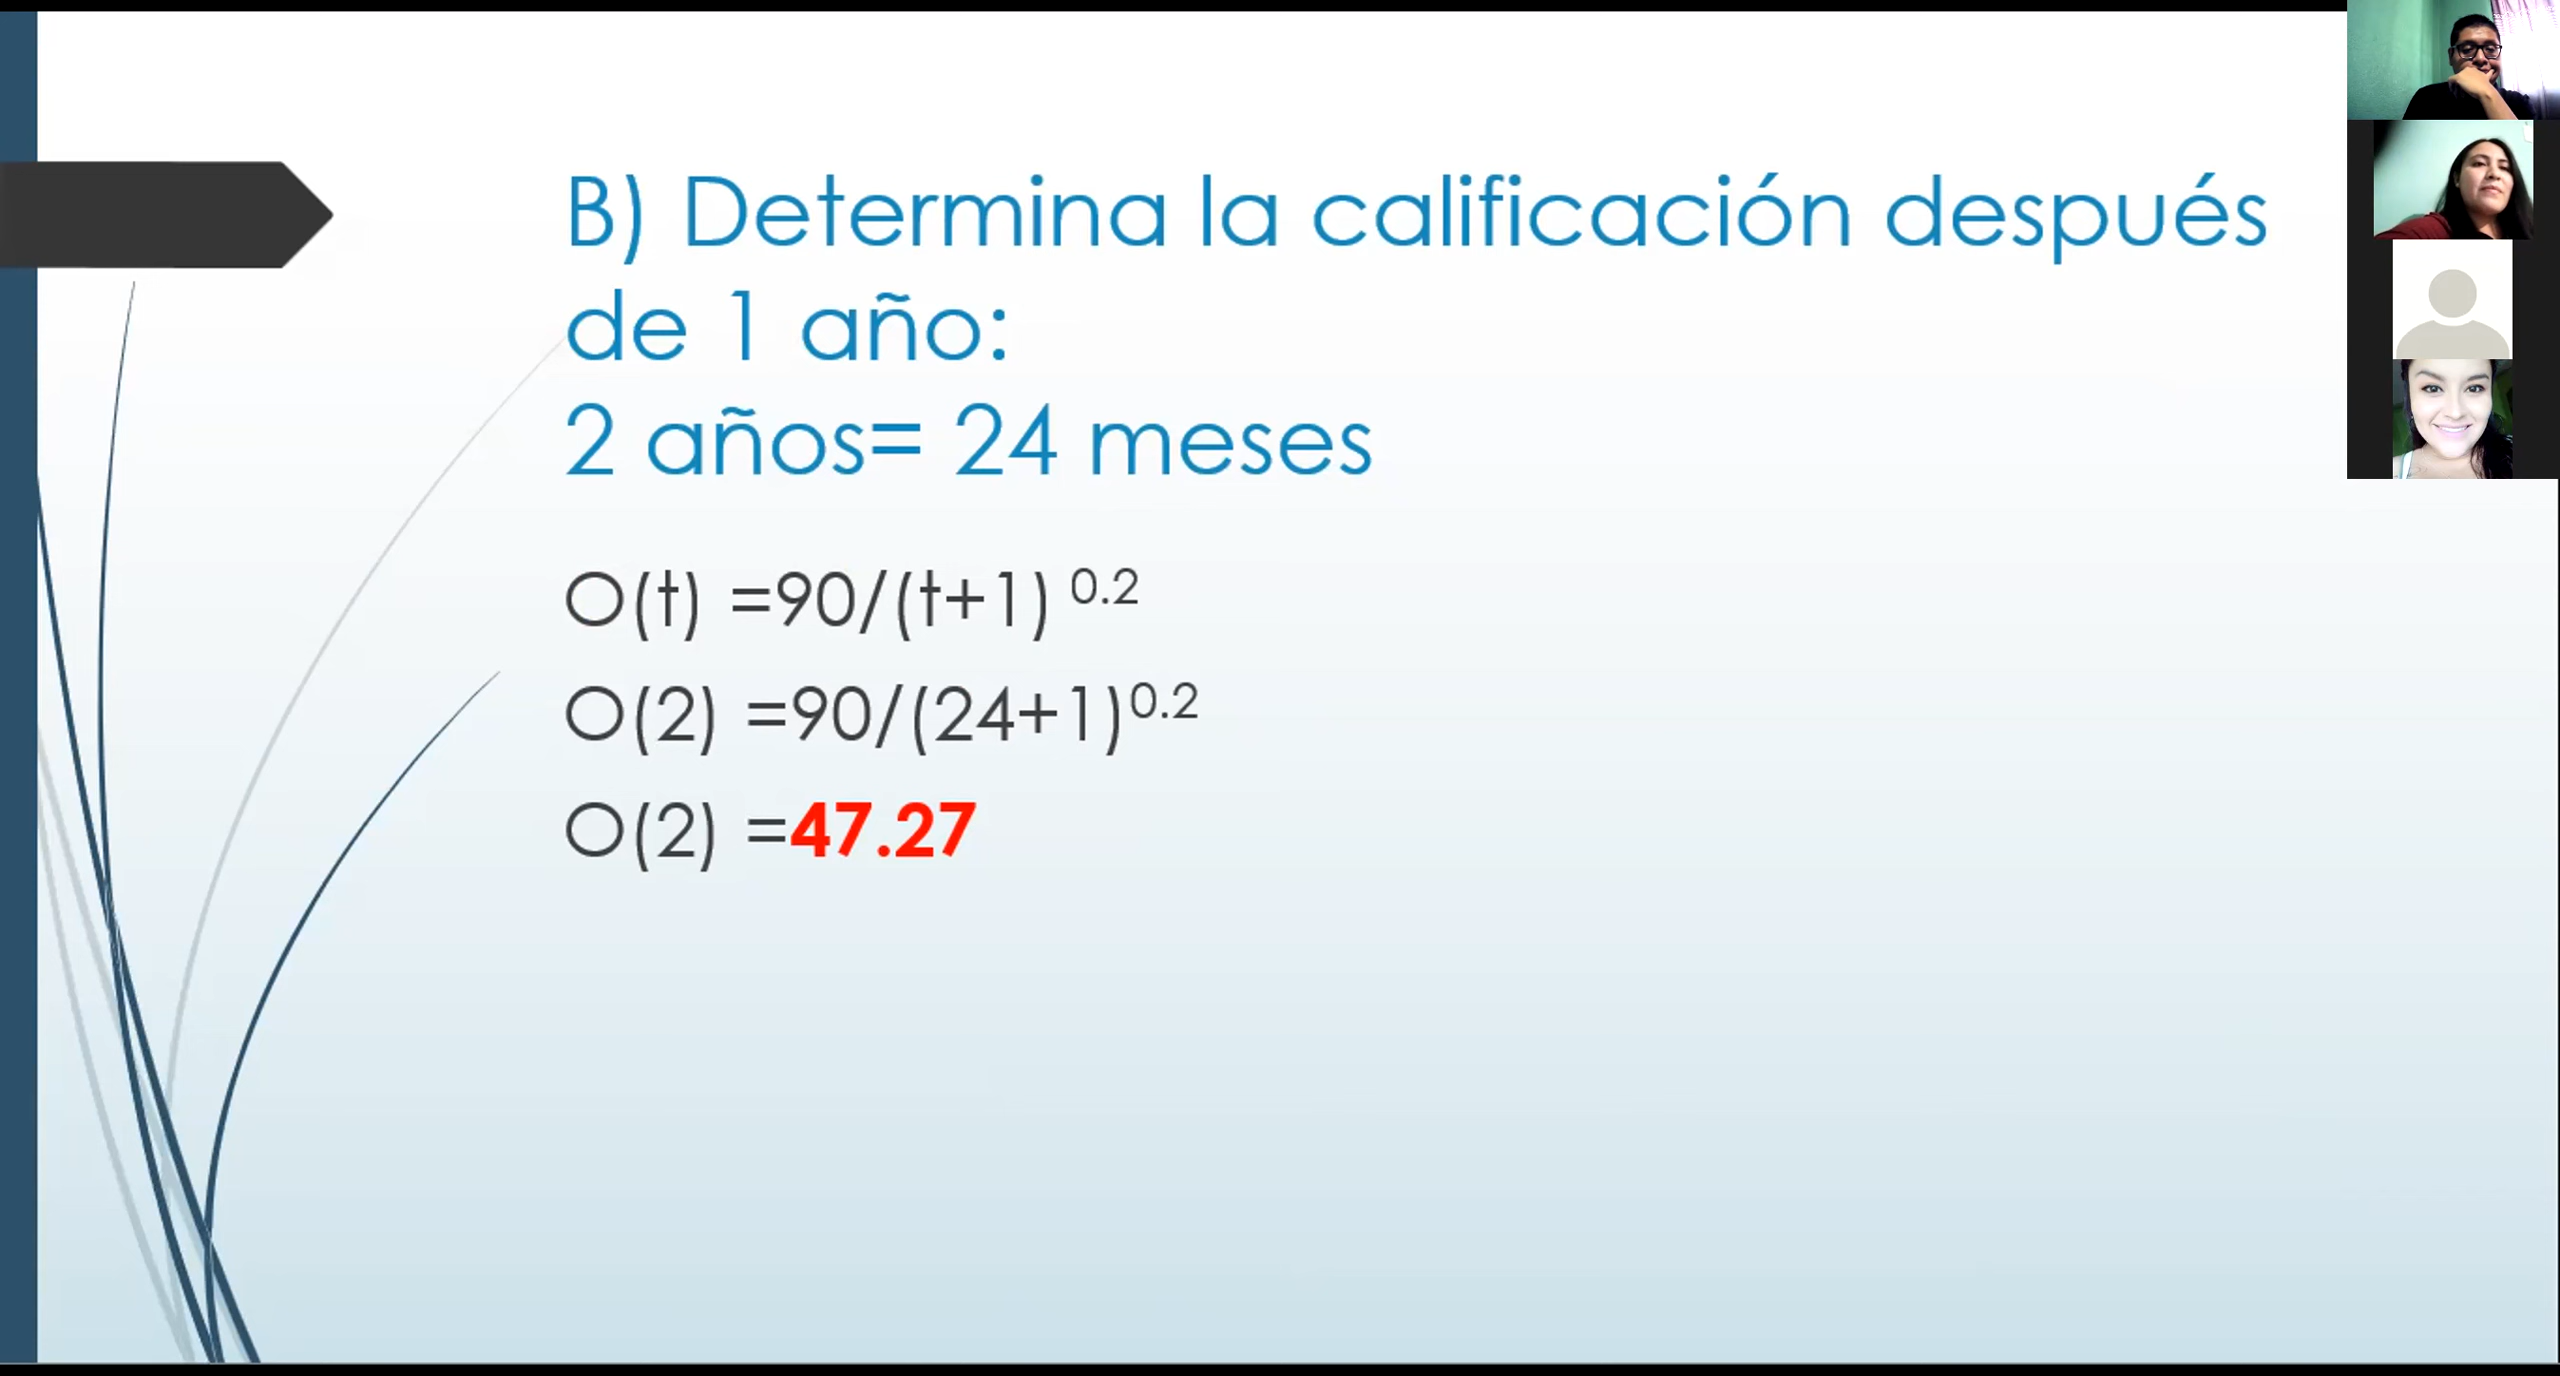 B) Determina la calificación después
de 1 año:
2 años= 24 meses
O(t) =90/(t+1) 0.2
O(2) =90/(24+1)0.2
O(2) =47.27